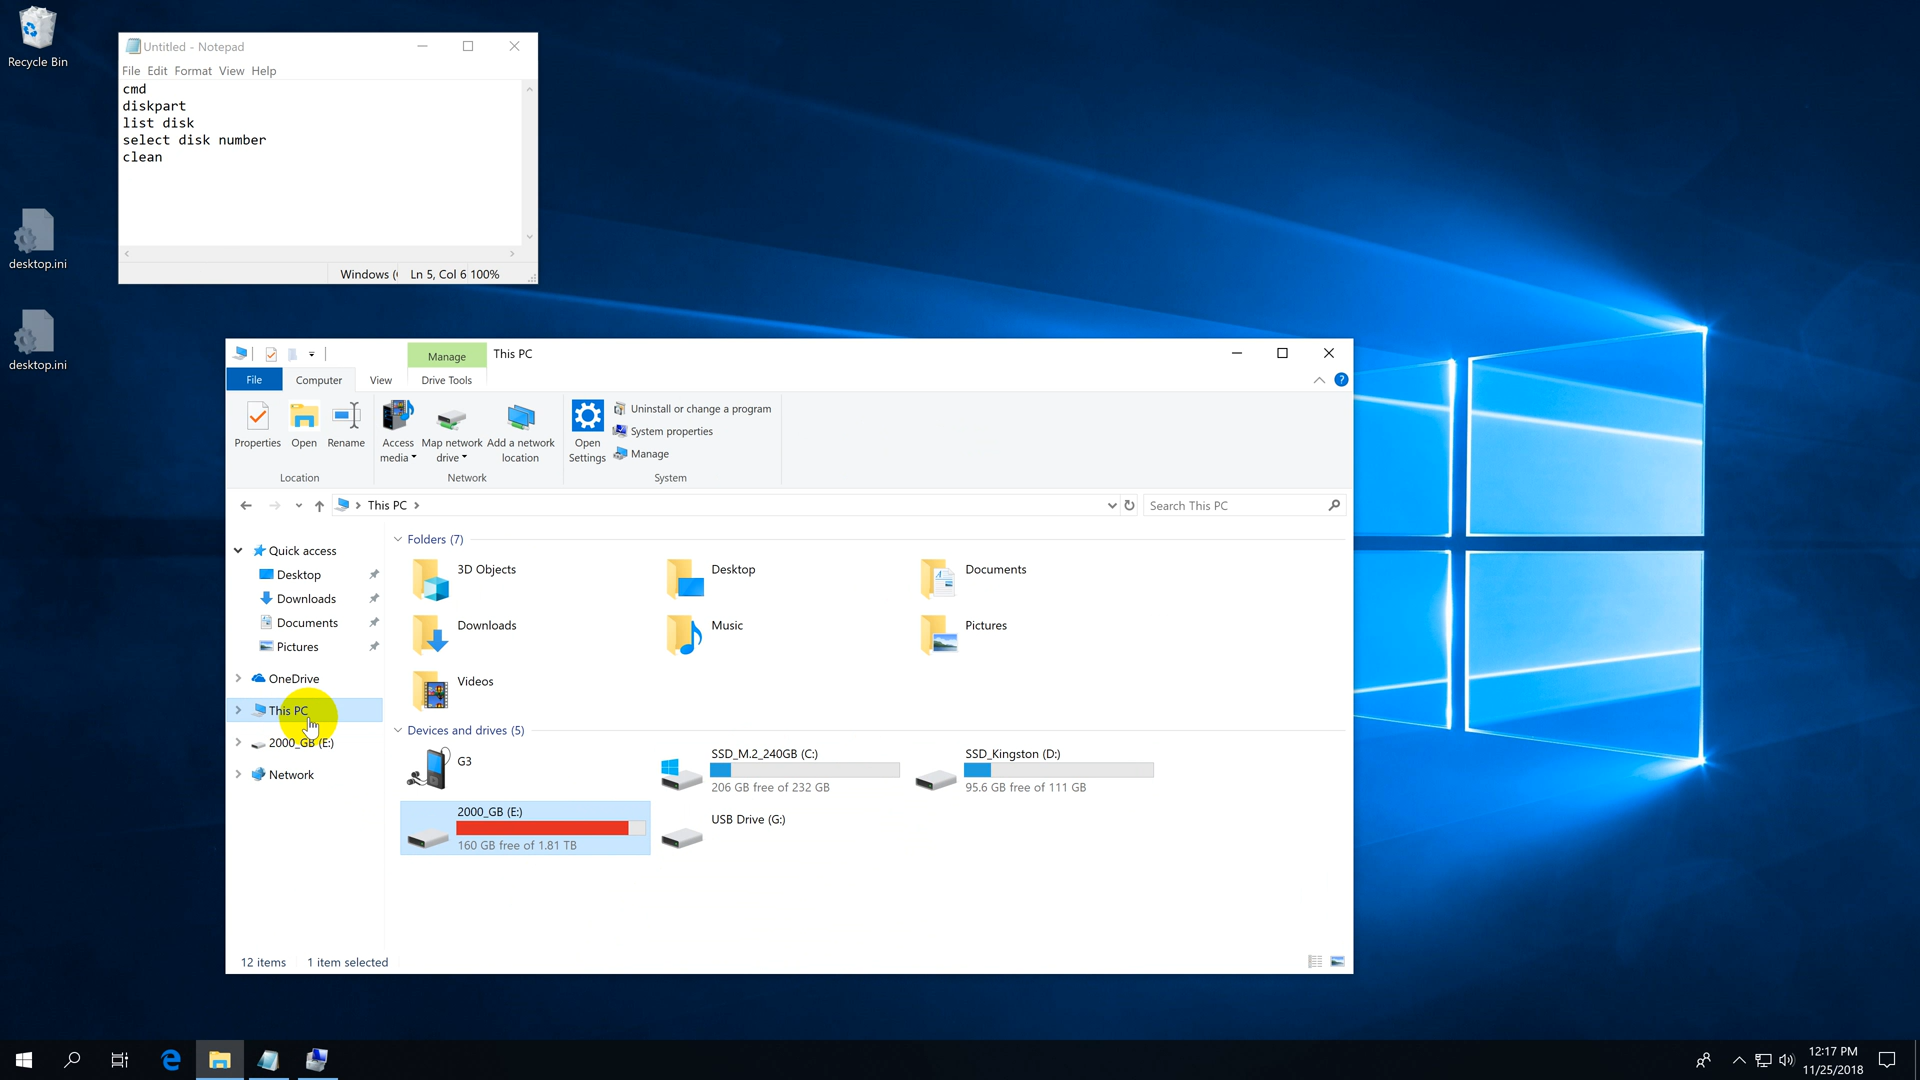 Recycle Bin
desktop.ini
desktop.ini
Untitled - Notepad
File Edit Format View Help
cmd
diskpart
list disk
select disk number
clean
Windows (
Ln 5, Col 6 100%
Manage
This PC
File
Computer
View
Drive Tools
Properties
Open
Rename
Location
Access media
Map network drive
Add a network location
Network
Open Settings
Uninstall or change a program
System properties
Manage
System
This PC
Search This PC
Quick access
Desktop
Downloads
Documents
Pictures
OneDrive
This PC
2000_GB (E:)
Network
Folders (7)
3D Objects
Desktop
Documents
Downloads
Music
Pictures
Videos
Devices and drives (5)
G3
SSD_M.2_240GB (C:)
206 GB free of 232 GB
SSD_Kingston (D:)
95.6 GB free of 111 GB
2000_GB (E:)
160 GB free of 1.81 TB
USB Drive (G:)
12 items
1 item selected
12:17 PM
11/25/2018